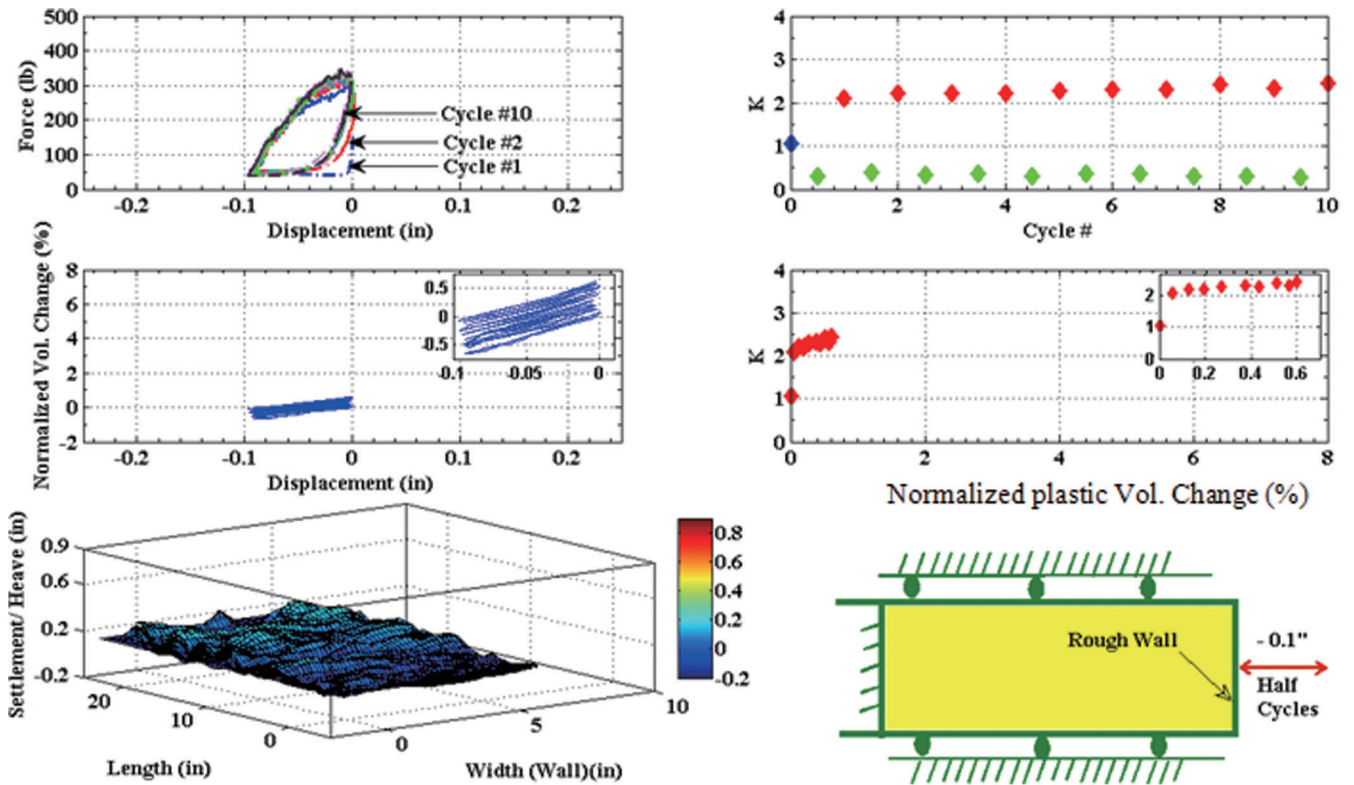 500
400
300
200
100
0
Force (lb)
Cycle #10
Cycle #2
Cycle #1
-0.2 -0.1 0 0.1 0.2
Displacement (in)
4
3
2
1
0
K
0 2 4 6 8 10
Cycle #
8
6
4
2
0
-2
Normalized Vol. Change (%)
0.5
0
-0.5
-0.1 -0.05 0
-0.2 -0.1 0 0.1 0.2
Displacement (in)
4
3
2
1
0
K
2
1
0
0 0.2 0.4 0.6
0 2 4 6 8
Normalized plastic Vol. Change (%)
0.9
0.6
0.2
-0.2
Settlement/ Heave (in)
20
10
0
Length (in)
0
5
10
Width (Wall)(in)
0.8
0.6
0.4
0.2
0
-0.2
Rough Wall
- 0.1"
Half
Cycles